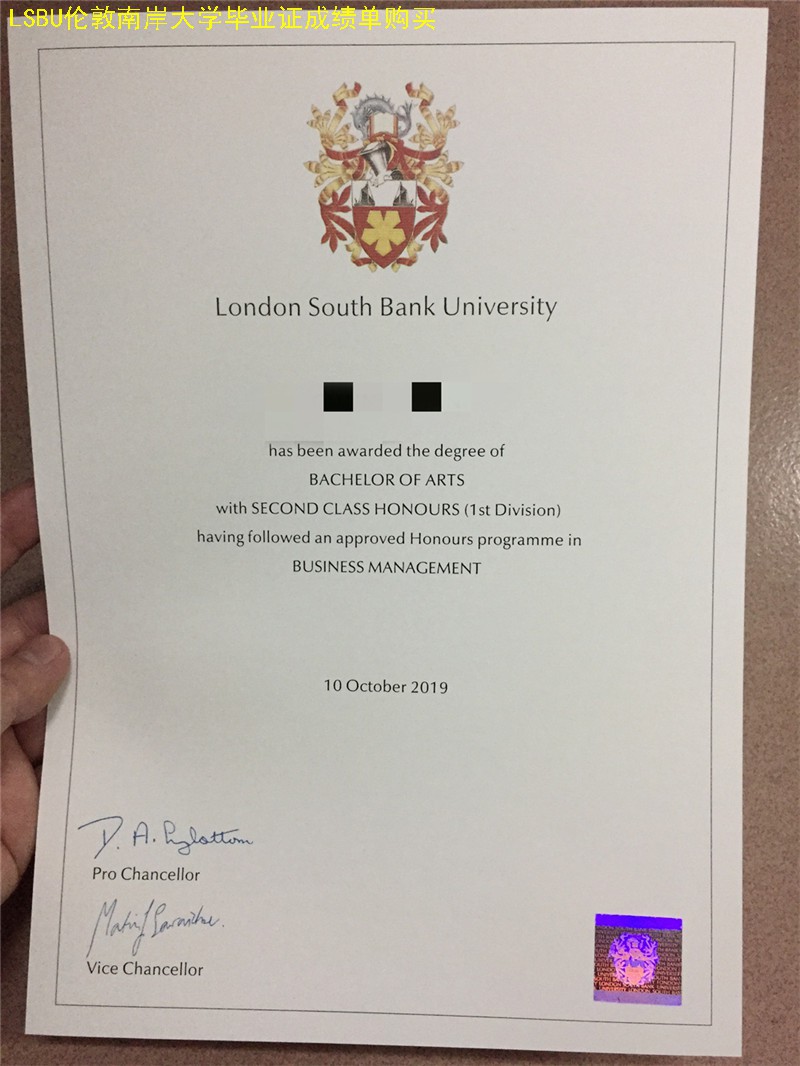 LSBU伦敦南岸大学毕业证成绩单购买
London South Bank University
has been awarded the degree of
BACHELOR OF ARTS
with SECOND CLASS HONOURS (1st Division)
having followed an approved Honours programme in
BUSINESS MANAGEMENT
10 October 2019
D. A.
Pro Chancellor
Vice Chancellor